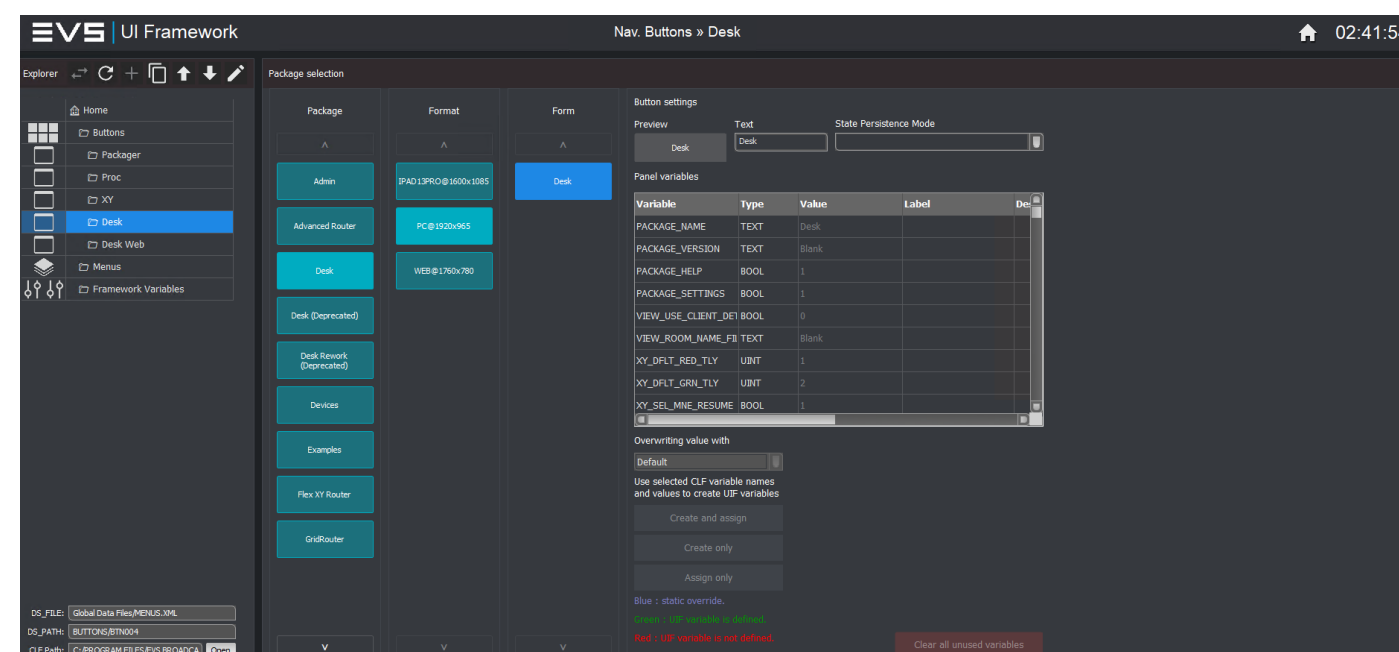 EVS UI Framework
Nav. Buttons » Desk
02:41:54
Explorer
Home
Buttons
Packager
Proc
XY
Desk
Desk Web
Menus
Framework Variables
DS_FILE: Global Data Files/MENUS.XML
DS_PATH: BUTTONS/BTN004
CLF Path: C:/PROGRAM FILES/EVS BROADCA Open
Package selection
Package
Admin
Advanced Router
Desk
Desk (Deprecated)
Desk Rework
(Deprecated)
Devices
Examples
Flex XY Router
GridRouter
Format
IPAD13PRO@1600x1085
PC@1920x965
WEB@1760x780
Form
Desk
Button settings
Preview Text State Persistence Mode
Desk Desk
Panel variables
Variable Type Value Label De
PACKAGE_NAME TEXT Desk
PACKAGE_VERSION TEXT Blank
PACKAGE_HELP BOOL 1
PACKAGE_SETTINGS BOOL 1
VIEW_USE_CLIENT_DET BOOL 0
VIEW_ROOM_NAME_FII TEXT Blank
XY_DFLT_RED_TLY UINT 1
XY_DFLT_GRN_TLY UINT 2
XY_SEL_MNE_RESUME BOOL 1
Overwriting value with
Default
Use selected CLF variable names
and values to create UIF variables
Create and assign
Create only
Assign only
Blue : static override.
Green : UIF variable is defined.
Red : UIF variable is not defined.
Clear all unused variables